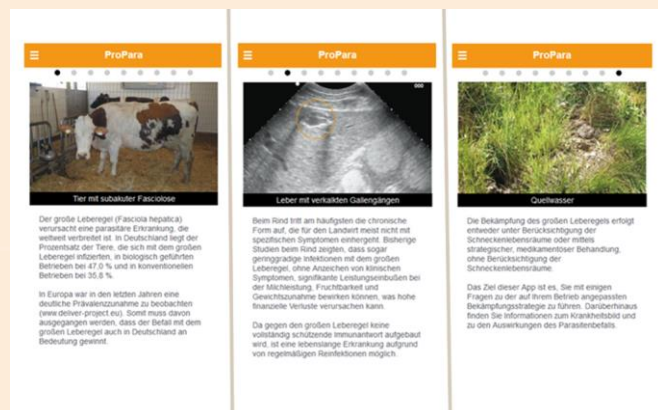 ProPara
Tier mit subakuter Fasciolose
Der große Leberegel (Fasciola hepatica)
verursacht eine parasitäre Erkrankung, die
weltweit verbreitet ist. In Deutschland liegt der
Prozentsatz der Tiere, die sich mit dem großen
Leberegel infizierten, in biologisch geführten
Betrieben bei 47,0 % und in konventionellen
Betrieben bei 35,8 %.
In Europa war in den letzten Jahren eine
deutliche Prävalenzzunahme zu beobachten
(www.deliver-project.eu). Somit muss davon
ausgegangen werden, dass der Befall mit dem
großen Leberegel auch in Deutschland an
Bedeutung gewinnt.
ProPara
Leber mit verkalkten Gallengängen
Beim Rind tritt am häufigsten die chronische
Form auf, die für den Landwirt meist nicht mit
spezifischen Symptomen einhergeht. Bisherige
Studien beim Rind zeigten, dass sogar
geringgradige Infektionen mit dem großen
Leberegel, ohne Anzeichen von klinischen
Symptomen, signifikante Leistungseinbußen bei
der Milchleistung, Fruchtbarkeit und
Gewichtszunahme bewirken können, was hohe
finanzielle Verluste verursachen kann.
Da gegen den großen Leberegel keine
vollständig schützende Immunantwort aufgebaut
wird, ist eine lebenslange Erkrankung aufgrund
von regelmäßigen Reinfektionen möglich.
ProPara
Quellwasser
Die Bekämpfung des großen Leberegels erfolgt
entweder unter Berücksichtigung der
Schneckenlebensräume oder mittels
strategischer, medikamentöser Behandlung,
ohne Berücksichtigung der
Schneckenlebensräume.
Das Ziel dieser App ist es, Sie mit einigen
Fragen zu der auf Ihrem Betrieb angepassten
Bekämpfungsstrategie zu führen. Darüberhinaus
finden Sie Informationen zum Krankheitsbild und
zu den Auswirkungen des Parasitenbefalls.